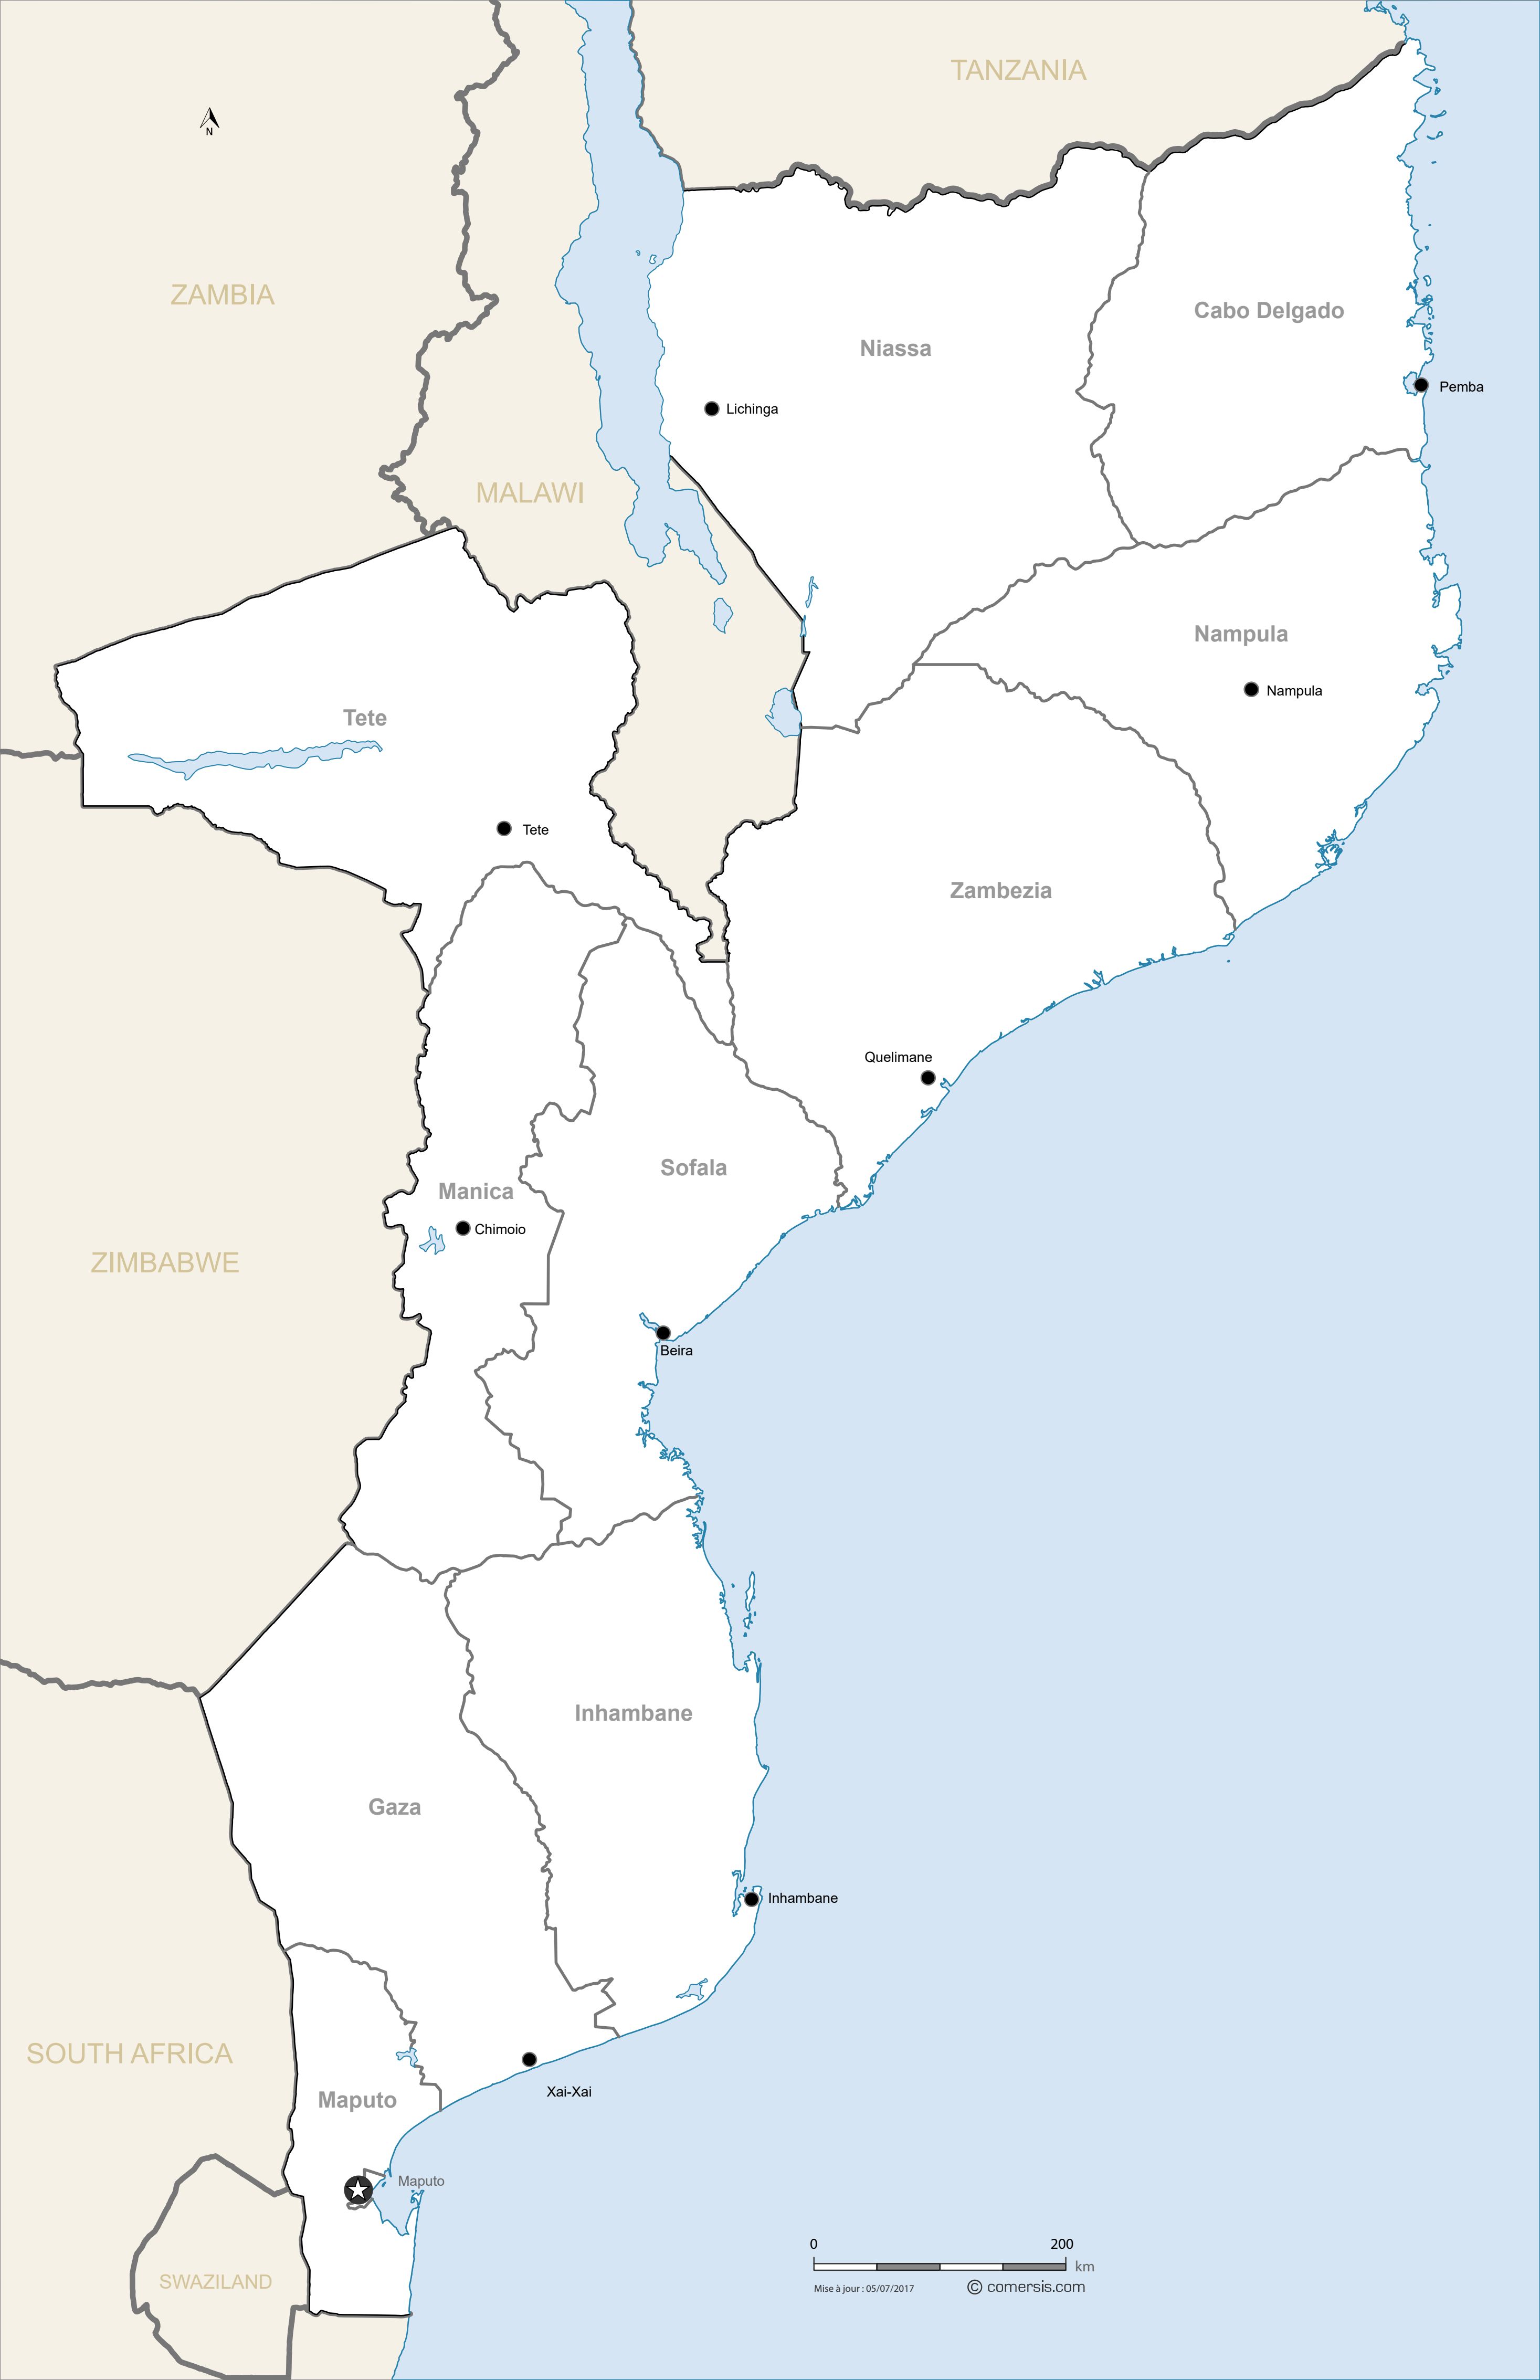 TANZANIA
N
ZAMBIA
Cabo Delgado
Niassa
Pemba
Lichinga
MALAWI
Nampula
Nampula
Tete
Tete
Zambezia
Quelimane
Sofala
Manica
Chimoio
ZIMBABWE
Beira
Inhambane
Gaza
Inhambane
SOUTH AFRICA
Xai-Xai
Maputo
Maputo
0 200
km
SWAZILAND
Mise à jour : 05/07/2017 © comersis.com